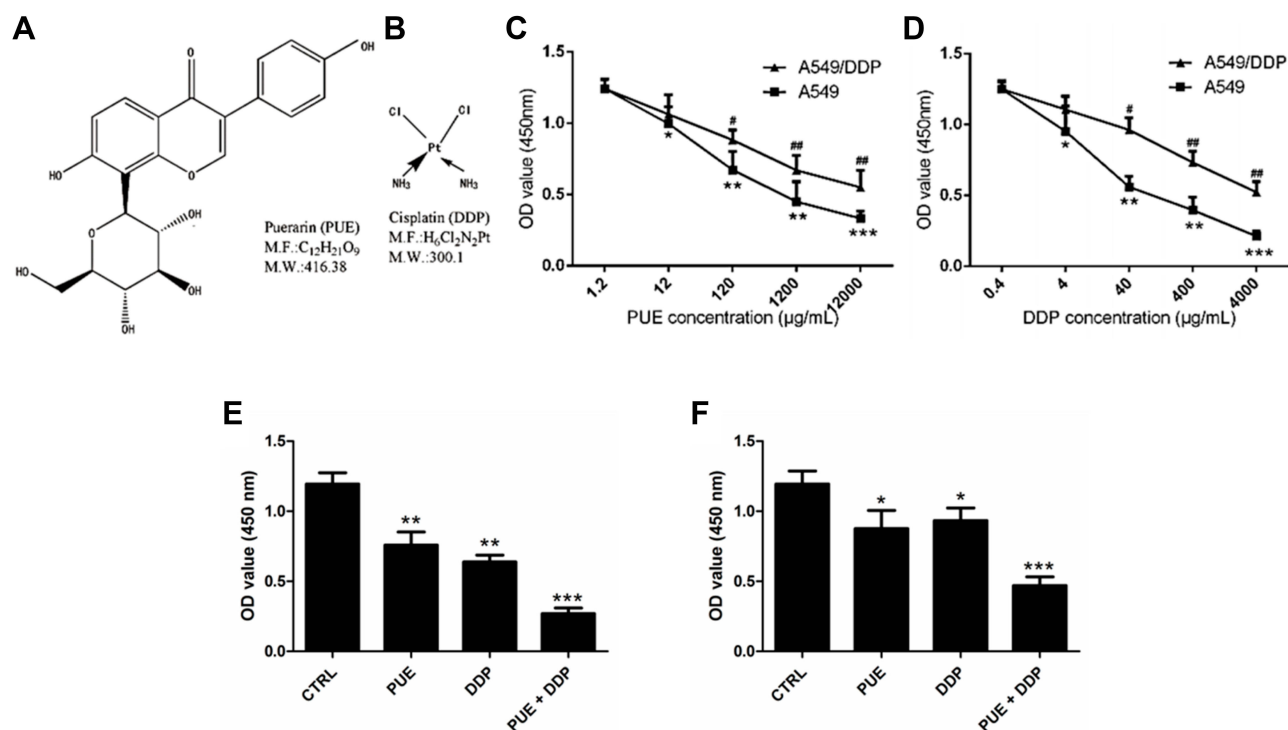 A
B
C
D
O
OH
HO
O
O
OH
HO
OH
OH
Puerarin (PUE)
M.F.:C₁₂H₂₁O₉
M.W.:416.38
Cl
Cl
Pt
NH₃
NH₃
Cisplatin (DDP)
M.F.:H₆Cl₂N₂Pt
M.W.:300.1
OD value (450nm)
1.5
1.0
0.5
0.0
A549/DDP
A549
*
#
**
##
**
##
***
1.2
12
120
1200
12000
PUE concentration (µg/mL)
OD value (450nm)
1.5
1.0
0.5
0.0
A549/DDP
A549
*
#
**
##
**
##
***
0.4
4
40
400
4000
DDP concentration (µg/mL)
E
OD value (450 nm)
1.5
1.0
0.5
0.0
**
**
***
CTRL
PUE
DDP
PUE + DDP
F
OD value (450 nm)
1.5
1.0
0.5
0.0
*
*
***
CTRL
PUE
DDP
PUE + DDP